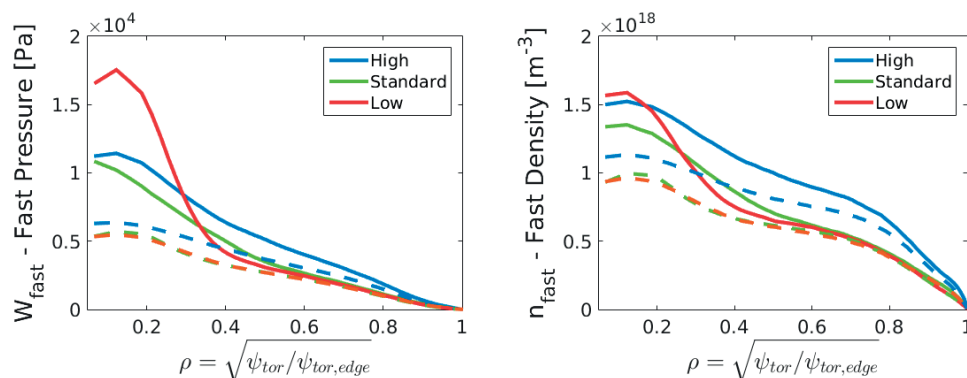 ×10⁴
2
1.5
1
0.5
0
0.2
0.4
0.6
0.8
1
W_fast - Fast Pressure [Pa]
High
Standard
Low
ρ = √ψ_tor/ψ_tor,edge
×10¹⁸
2
1.5
1
0.5
0
0.2
0.4
0.6
0.8
1
n_fast - Fast Density [m⁻³]
High
Standard
Low
ρ = √ψ_tor/ψ_tor,edge